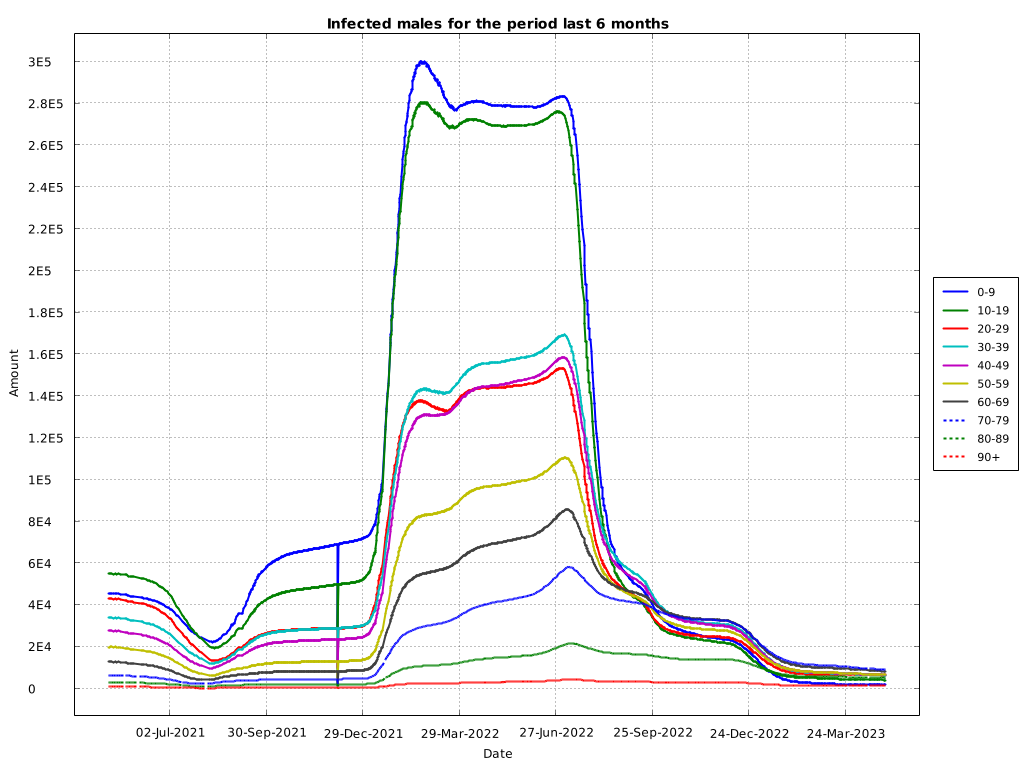 Infected males for the period last 6 months
3E5
2.8E5
2.6E5
2.4E5
2.2E5
2E5
1.8E5
1.6E5
1.4E5
1.2E5
1E5
8E4
6E4
4E4
2E4
0
Amount
02-Jul-2021 30-Sep-2021 29-Dec-2021 29-Mar-2022 27-Jun-2022 25-Sep-2022 24-Dec-2022 24-Mar-2023
Date
0-9
10-19
20-29
30-39
40-49
50-59
60-69
70-79
80-89
90+